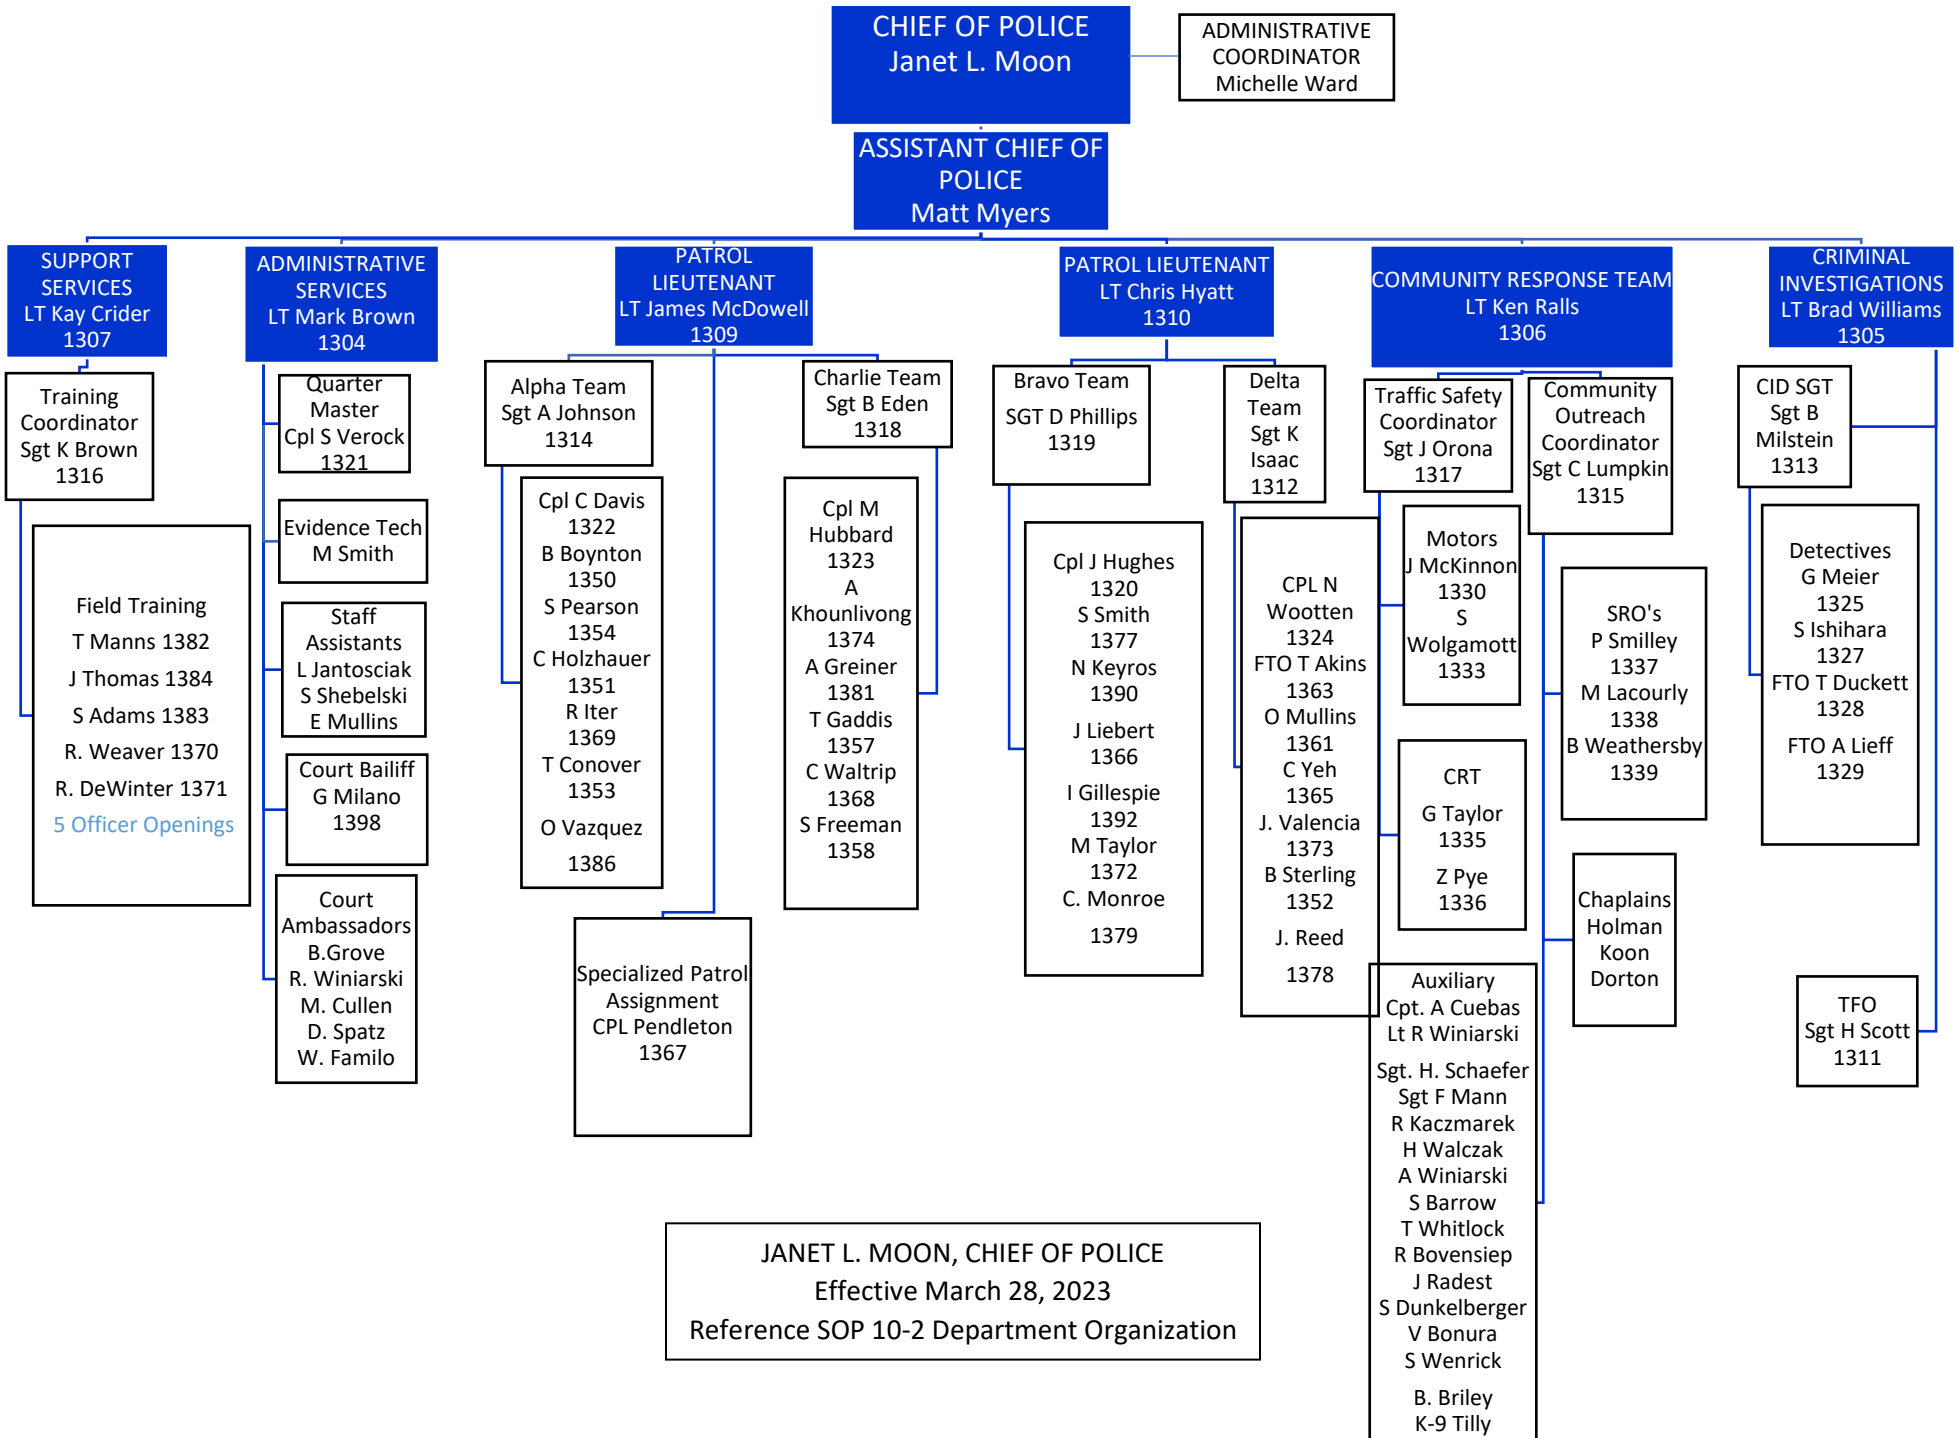 CHIEF OF POLICE
Janet L. Moon
ADMINISTRATIVE
COORDINATOR
Michelle Ward
ASSISTANT CHIEF OF
POLICE
Matt Myers
SUPPORT
SERVICES
LT Kay Crider
1307
ADMINISTRATIVE
SERVICES
LT Mark Brown
1304
PATROL
LIEUTENANT
LT James McDowell
1309
PATROL LIEUTENANT
LT Chris Hyatt
1310
COMMUNITY RESPONSE TEAM
LT Ken Ralls
1306
CRIMINAL
INVESTIGATIONS
LT Brad Williams
1305
Training
Coordinator
Sgt K Brown
1316
Field Training
T Manns 1382
J Thomas 1384
S Adams 1383
R. Weaver 1370
R. DeWinter 1371
5 Officer Openings
Quarter
Master
Cpl S Verock
1321
Evidence Tech
M Smith
Staff
Assistants
L Jantosciak
S Shebelski
E Mullins
Court Bailiff
G Milano
1398
Court
Ambassadors
B.Grove
R. Winiarski
M. Cullen
D. Spatz
W. Familo
Alpha Team
Sgt A Johnson
1314
Cpl C Davis
1322
B Boynton
1350
S Pearson
1354
C Holzhauer
1351
R Iter
1369
T Conover
1353
O Vazquez
1386
Specialized Patrol
Assignment
CPL Pendleton
1367
Charlie Team
Sgt B Eden
1318
Cpl M
Hubbard
1323
A
Khounlivong
1374
A Greiner
1381
T Gaddis
1357
C Waltrip
1368
S Freeman
1358
Bravo Team
SGT D Phillips
1319
Cpl J Hughes
1320
S Smith
1377
N Keyros
1390
J Liebert
1366
I Gillespie
1392
M Taylor
1372
C. Monroe
1379
Delta
Team
Sgt K
Isaac
1312
CPL N
Wootten
1324
FTO T Akins
1363
O Mullins
1361
C Yeh
1365
J. Valencia
1373
B Sterling
1352
J. Reed
1378
Traffic Safety
Coordinator
Sgt J Orona
1317
Motors
J McKinnon
1330
S
Wolgamott
1333
CRT
G Taylor
1335
Z Pye
1336
Community
Outreach
Coordinator
Sgt C Lumpkin
1315
SRO's
P Smilley
1337
M Lacourly
1338
B Weathersby
1339
Chaplains
Holman
Koon
Dorton
Auxiliary
Cpt. A Cuebas
Lt R Winiarski
Sgt. H. Schaefer
Sgt F Mann
R Kaczmarek
H Walczak
A Winiarski
S Barrow
T Whitlock
R Bovensiep
J Radest
S Dunkelberger
V Bonura
S Wenrick
B. Briley
K-9 Tilly
CID SGT
Sgt B
Milstein
1313
Detectives
G Meier
1325
S Ishihara
1327
FTO T Duckett
1328
FTO A Lieff
1329
TFO
Sgt H Scott
1311
JANET L. MOON, CHIEF OF POLICE
Effective March 28, 2023
Reference SOP 10-2 Department Organization